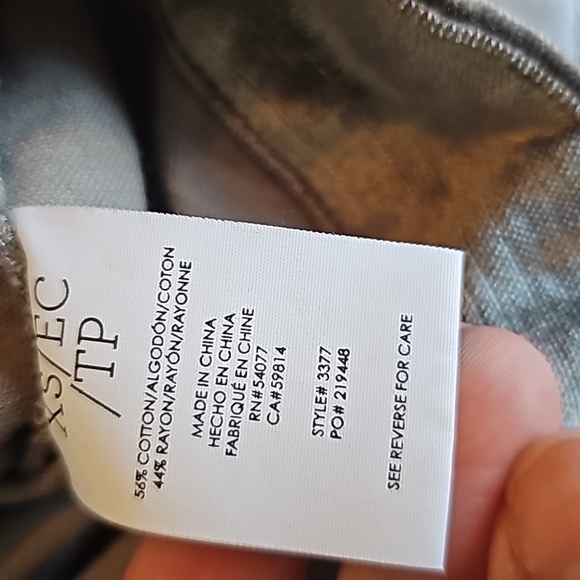 XS/EC
/TP
56% COTTON/ALGODÓN/COTON
44% RAYON/RAYÓN/RAYONNE
MADE IN CHINA
HECHO EN CHINA
FABRIQUÉ EN CHINE
RN#54077
CA#59814
STYLE# 3377
PO# 219448
SEE REVERSE FOR CARE